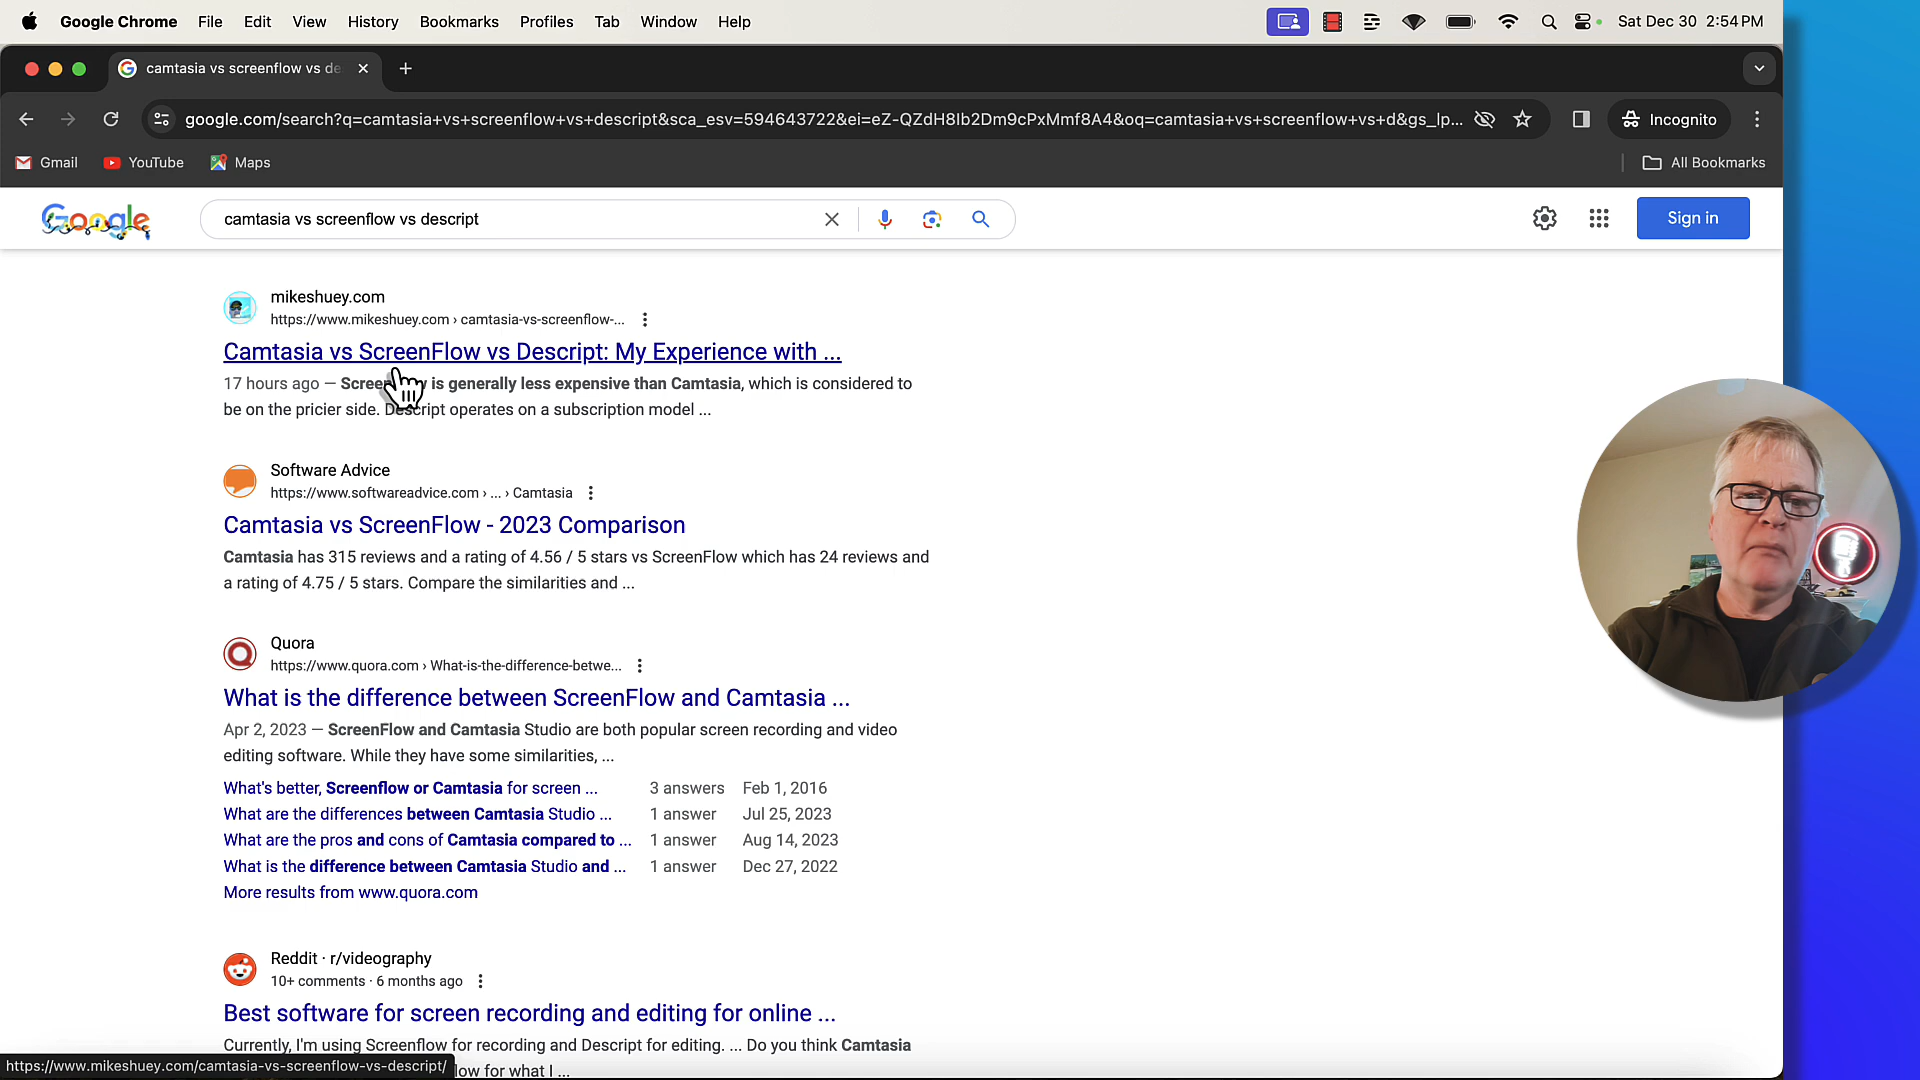 Google Chrome File Edit View History Bookmarks Profiles Tab Window Help Sat Dec 30 2:54 PM
camtasia vs screenflow vs de
google.com/search?q=camtasia+vs+screenflow+vs+descript&sca_esv=594643722&ei=eZ-QZdH8Ib2Dm9cPxMmf8A4&oq=camtasia+vs+screenflow+vs+d&gs_lp... Incognito
Gmail YouTube Maps All Bookmarks
Google camtasia vs screenflow vs descript Sign in
mikeshuey.com
https://www.mikeshuey.com › camtasia-vs-screenflow-...
Camtasia vs ScreenFlow vs Descript: My Experience with ...
17 hours ago — is generally less expensive than Camtasia, which is considered to
be on the pricier side. Descript operates on a subscription model ...
Software Advice
https://www.softwareadvice.com › ... › Camtasia
Camtasia vs ScreenFlow - 2023 Comparison
Camtasia has 315 reviews and a rating of 4.56 / 5 stars vs ScreenFlow which has 24 reviews and
a rating of 4.75 / 5 stars. Compare the similarities and ...
Quora
https://www.quora.com › What-is-the-difference-betwe...
What is the difference between ScreenFlow and Camtasia ...
Apr 2, 2023 — ScreenFlow and Camtasia Studio are both popular screen recording and video
editing software. While they have some similarities, ...
What's better, Screenflow or Camtasia for screen ... 3 answers Feb 1, 2016
What are the differences between Camtasia Studio ... 1 answer Jul 25, 2023
What are the pros and cons of Camtasia compared to ... 1 answer Aug 14, 2023
What is the difference between Camtasia Studio and ... 1 answer Dec 27, 2022
More results from www.quora.com
Reddit · r/videography
10+ comments · 6 months ago
Best software for screen recording and editing for online ...
Currently, I'm using Screenflow for recording and Descript for editing. ... Do you think Camtasia
https://www.mikeshuey.com/camtasia-vs-screenflow-vs-descript/ low for what I ...